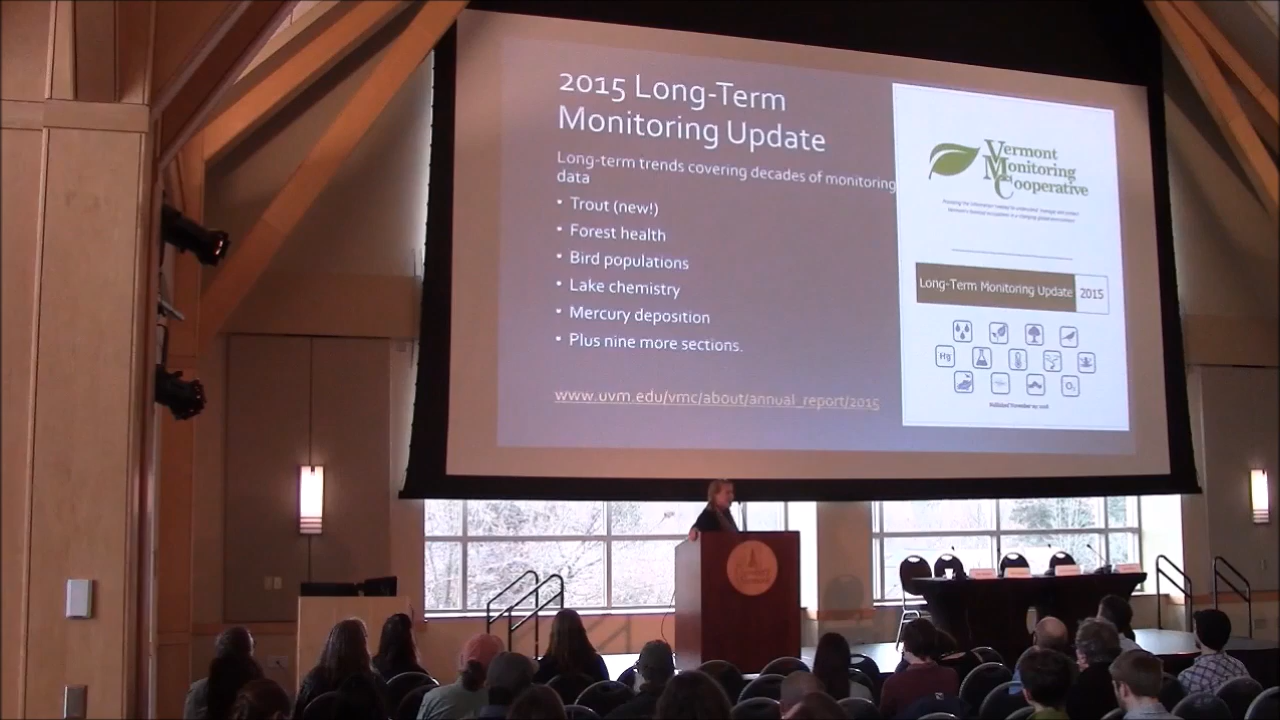 2015 Long-Term
Monitoring Update
Long-term trends covering decades of monitoring
data
• Trout (new!)
• Forest health
• Bird populations
• Lake chemistry
• Mercury deposition
• Plus nine more sections.
www.uvm.edu/vmc/about/annual_report/2015
Vermont
Monitoring
Cooperative
Long-Term Monitoring Update 2015
Hg
O₃